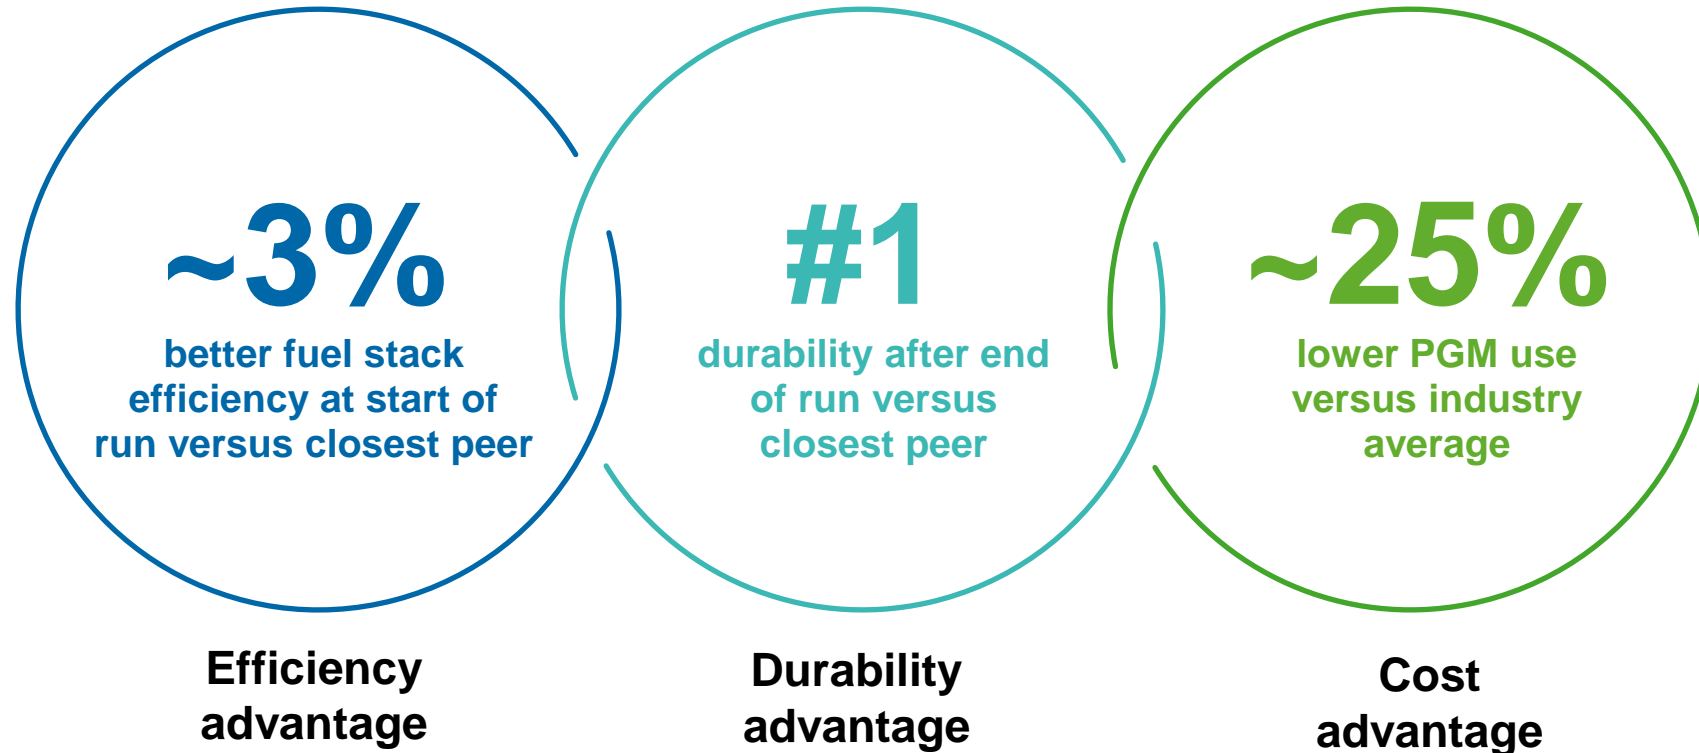 ~3%
better fuel stack
efficiency at start of
run versus closest peer
Efficiency
advantage
#1
durability after end
of run versus
closest peer
Durability
advantage
~25%
lower PGM use
versus industry
average
Cost
advantage